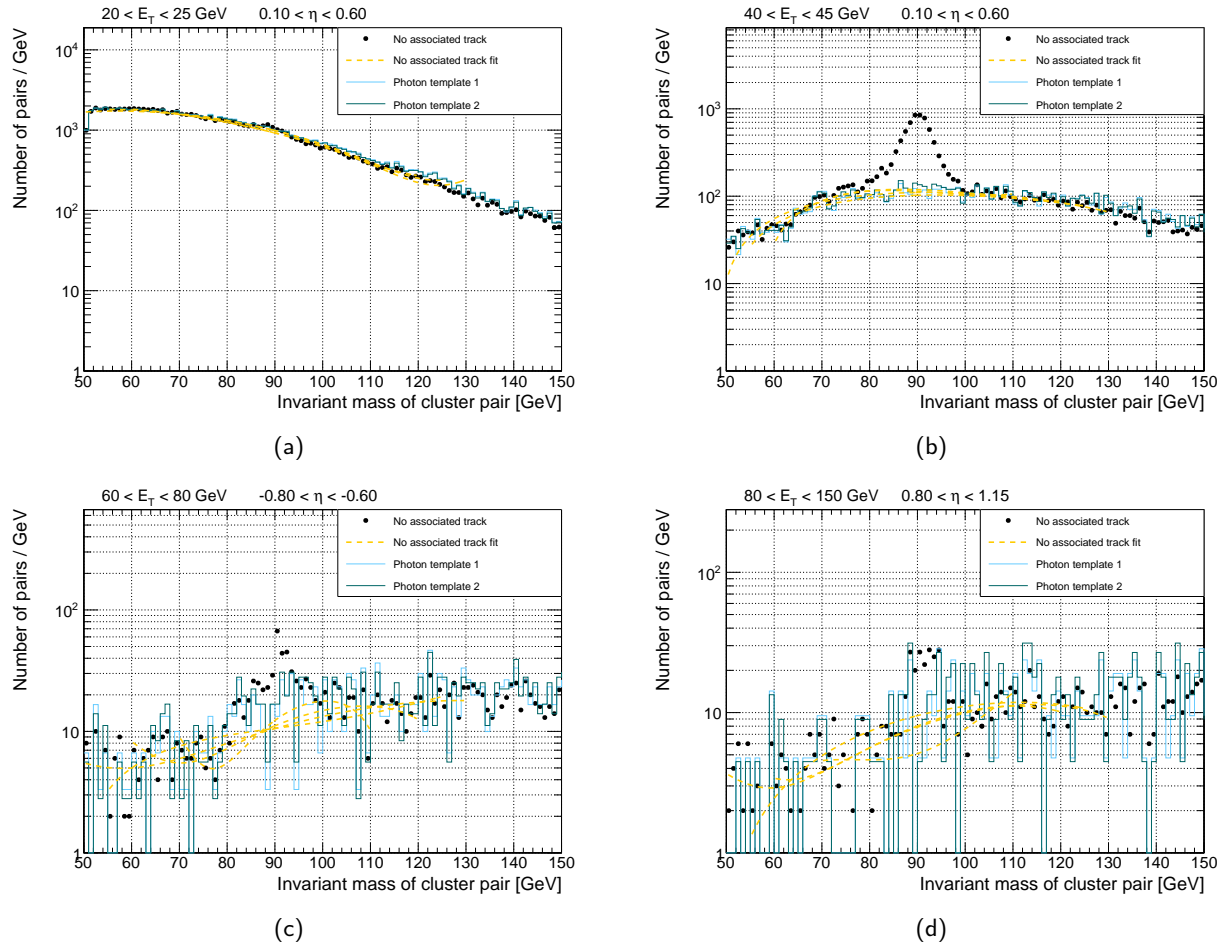 20 < E_T < 25 GeV 0.10 < η < 0.60
Number of pairs / GeV
No associated track
No associated track fit
Photon template 1
Photon template 2
10^4
10^3
10^2
10
1
50 60 70 80 90 100 110 120 130 140 150
Invariant mass of cluster pair [GeV]
(a)
40 < E_T < 45 GeV 0.10 < η < 0.60
Number of pairs / GeV
No associated track
No associated track fit
Photon template 1
Photon template 2
10^3
10^2
10
1
50 60 70 80 90 100 110 120 130 140 150
Invariant mass of cluster pair [GeV]
(b)
60 < E_T < 80 GeV -0.80 < η < -0.60
Number of pairs / GeV
No associated track
No associated track fit
Photon template 1
Photon template 2
10^2
10
1
50 60 70 80 90 100 110 120 130 140 150
Invariant mass of cluster pair [GeV]
(c)
80 < E_T < 150 GeV 0.80 < η < 1.15
Number of pairs / GeV
No associated track
No associated track fit
Photon template 1
Photon template 2
10^2
10
1
50 60 70 80 90 100 110 120 130 140 150
Invariant mass of cluster pair [GeV]
(d)